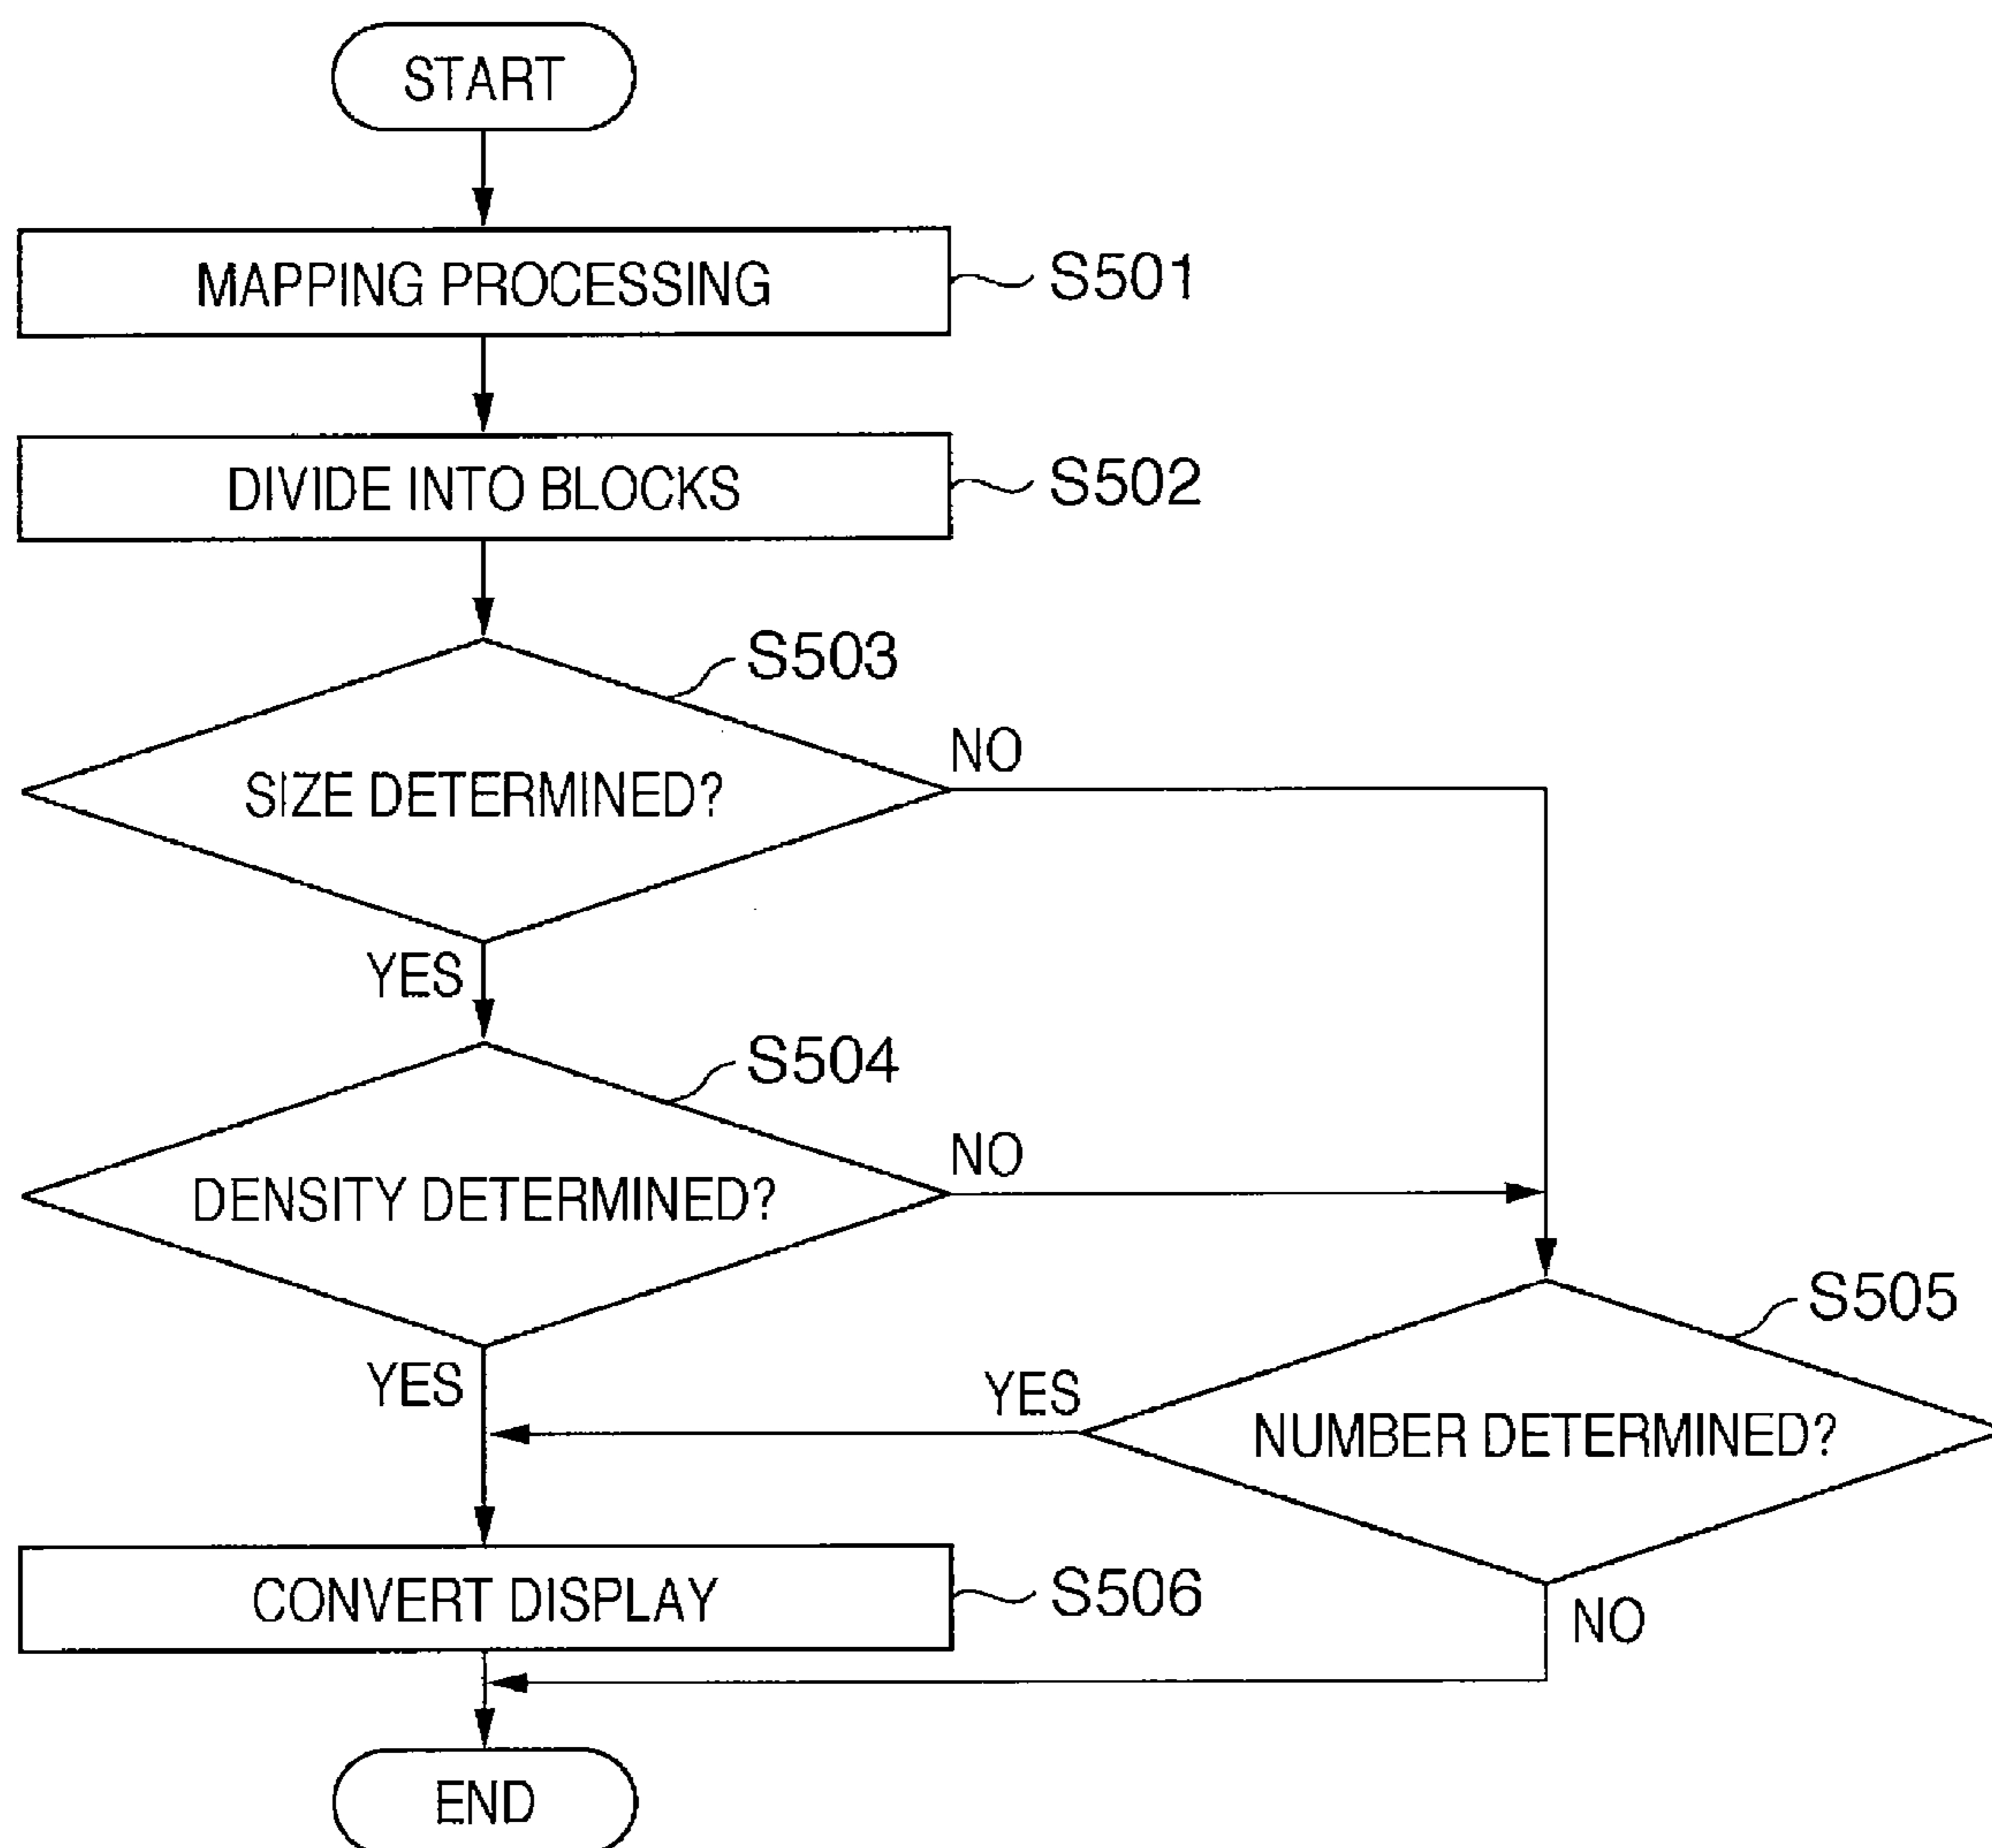 START
MAPPING PROCESSING
S501
DIVIDE INTO BLOCKS
S502
S503
SIZE DETERMINED?
NO
YES
S504
DENSITY DETERMINED?
NO
S505
YES
YES
NUMBER DETERMINED?
CONVERT DISPLAY
S506
NO
END